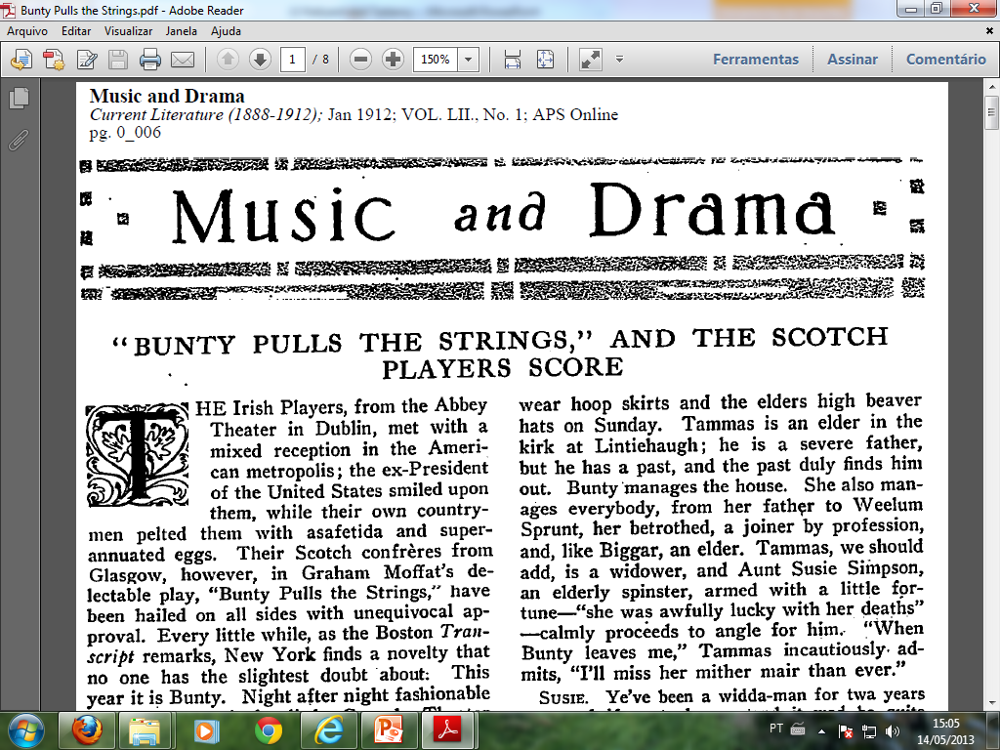 Bunty Pulls the Strings.pdf - Adobe Reader
Arquivo Editar Visualizar Janela Ajuda
1 / 8 150% Ferramentas Assinar Comentário
Music and Drama
Current Literature (1888-1912); Jan 1912; VOL. LII., No. 1; APS Online
pg. 0_006
Music and Drama
"BUNTY PULLS THE STRINGS," AND THE SCOTCH
PLAYERS SCORE
THE Irish Players, from the Abbey
Theater in Dublin, met with a
mixed reception in the Ameri-
can metropolis; the ex-President
of the United States smiled upon
them, while their own country-
men pelted them with asafetida and super-
annuated eggs. Their Scotch confrères from
Glasgow, however, in Graham Moffat's de-
lectable play, "Bunty Pulls the Strings," have
been hailed on all sides with unequivocal ap-
proval. Every little while, as the Boston Tran-
script remarks, New York finds a novelty that
no one has the slightest doubt about. This
year it is Bunty. Night after night fashionable
wear hoop skirts and the elders high beaver
hats on Sunday. Tammas is an elder in the
kirk at Lintiehaugh; he is a severe father,
but he has a past, and the past duly finds him
out. Bunty manages the house. She also man-
ages everybody, from her father to Weelum
Sprunt, her betrothed, a joiner by profession,
and, like Biggar, an elder. Tammas, we should
add, is a widower, and Aunt Susie Simpson,
an elderly spinster, armed with a little for-
tune—"she was awfully lucky with her deaths"
—calmly proceeds to angle for him. "When
Bunty leaves me," Tammas incautiously ad-
mits, "I'll miss her mither mair than ever."
SUSIE. Ye've been a widda-man for twa years
PT 15:05
14/05/2013